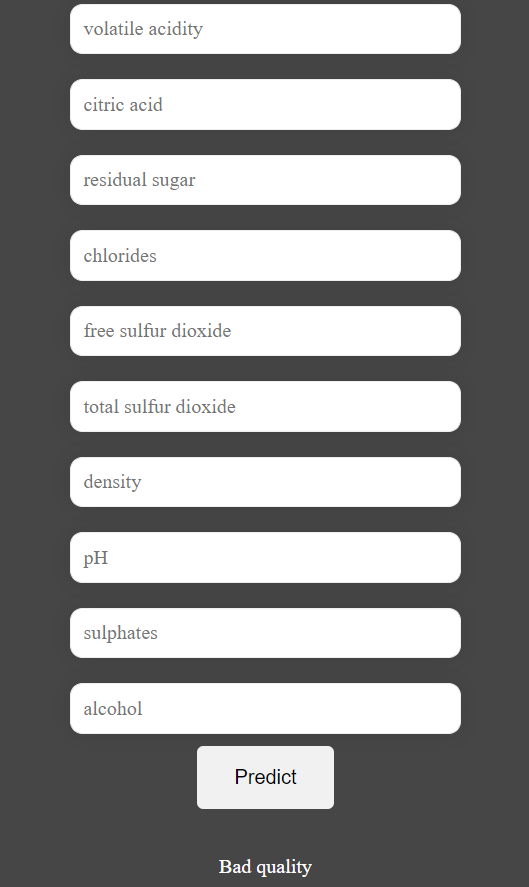 volatile acidity
citric acid
residual sugar
chlorides
free sulfur dioxide
total sulfur dioxide
density
pH
sulphates
alcohol
Predict
Bad quality